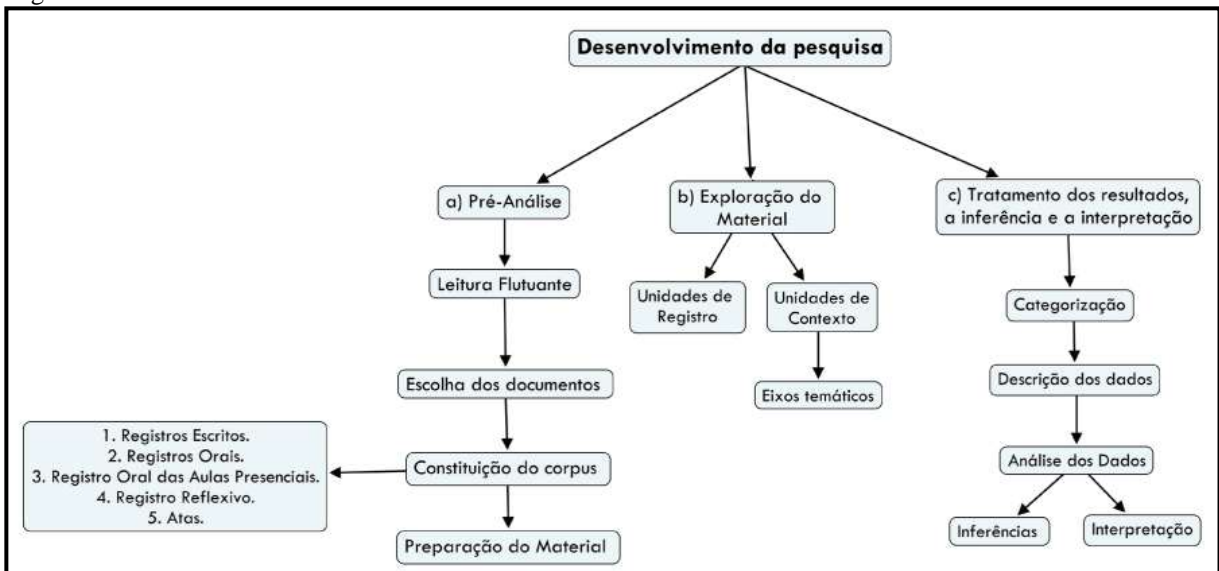 Desenvolvimento da pesquisa
a) Pré-Análise
Leitura Flutuante
Escolha dos documentos
Constituição do corpus
1. Registros Escritos.
2. Registros Orais.
3. Registro Oral das Aulas Presenciais.
4. Registro Reflexivo.
5. Atas.
Preparação do Material
b) Exploração do
Material
Unidades de
Registro
Unidades de
Contexto
Eixos temáticos
c) Tratamento dos resultados,
a inferência e a interpretação
Categorização
Descrição dos dados
Análise dos Dados
Inferências
Interpretação